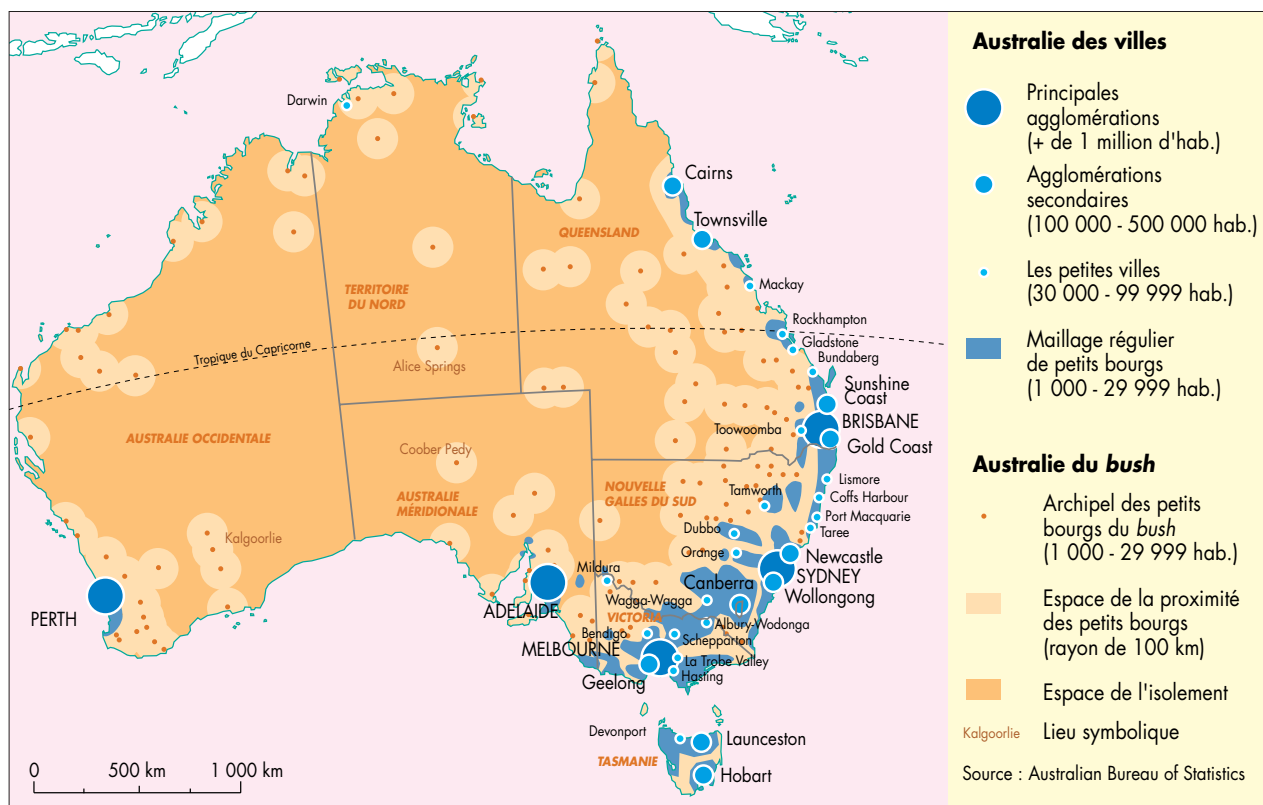 Darwin
Cairns
Townsville
QUEENSLAND
Mackay
TERRITOIRE
DU NORD
Rockhampton
Tropique du Capricorne
Gladstone
Alice Springs
Bundaberg
Sunshine
Coast
BRISBANE
Toowoomba
Gold Coast
AUSTRALIE OCCIDENTALE
Coober Pedy
Lismore
AUSTRALIE
MÉRIDIONALE
NOUVELLE
GALLES DU SUD
Tamworth
Coffs Harbour
Port Macquarie
Taree
Kalgoorlie
Dubbo
Orange
Newcastle
SYDNEY
Mildura
Canberra
Wollongong
PERTH
ADELAIDE
Wagga-Wagga
VICTORIA
Albury-Wodonga
Bendigo
Schepparton
MELBOURNE
La Trobe Valley
Hasting
Geelong
Devonport
Launceston
TASMANIE
Hobart
0 500 km 1 000 km
Australie des villes
Principales
agglomérations
(+ de 1 million d'hab.)
Agglomérations
secondaires
(100 000 - 500 000 hab.)
Les petites villes
(30 000 - 99 999 hab.)
Maillage régulier
de petits bourgs
(1 000 - 29 999 hab.)
Australie du bush
Archipel des petits
bourgs du bush
(1 000 - 29 999 hab.)
Espace de la proximité
des petits bourgs
(rayon de 100 km)
Espace de l'isolement
Kalgoorlie Lieu symbolique
Source : Australian Bureau of Statistics